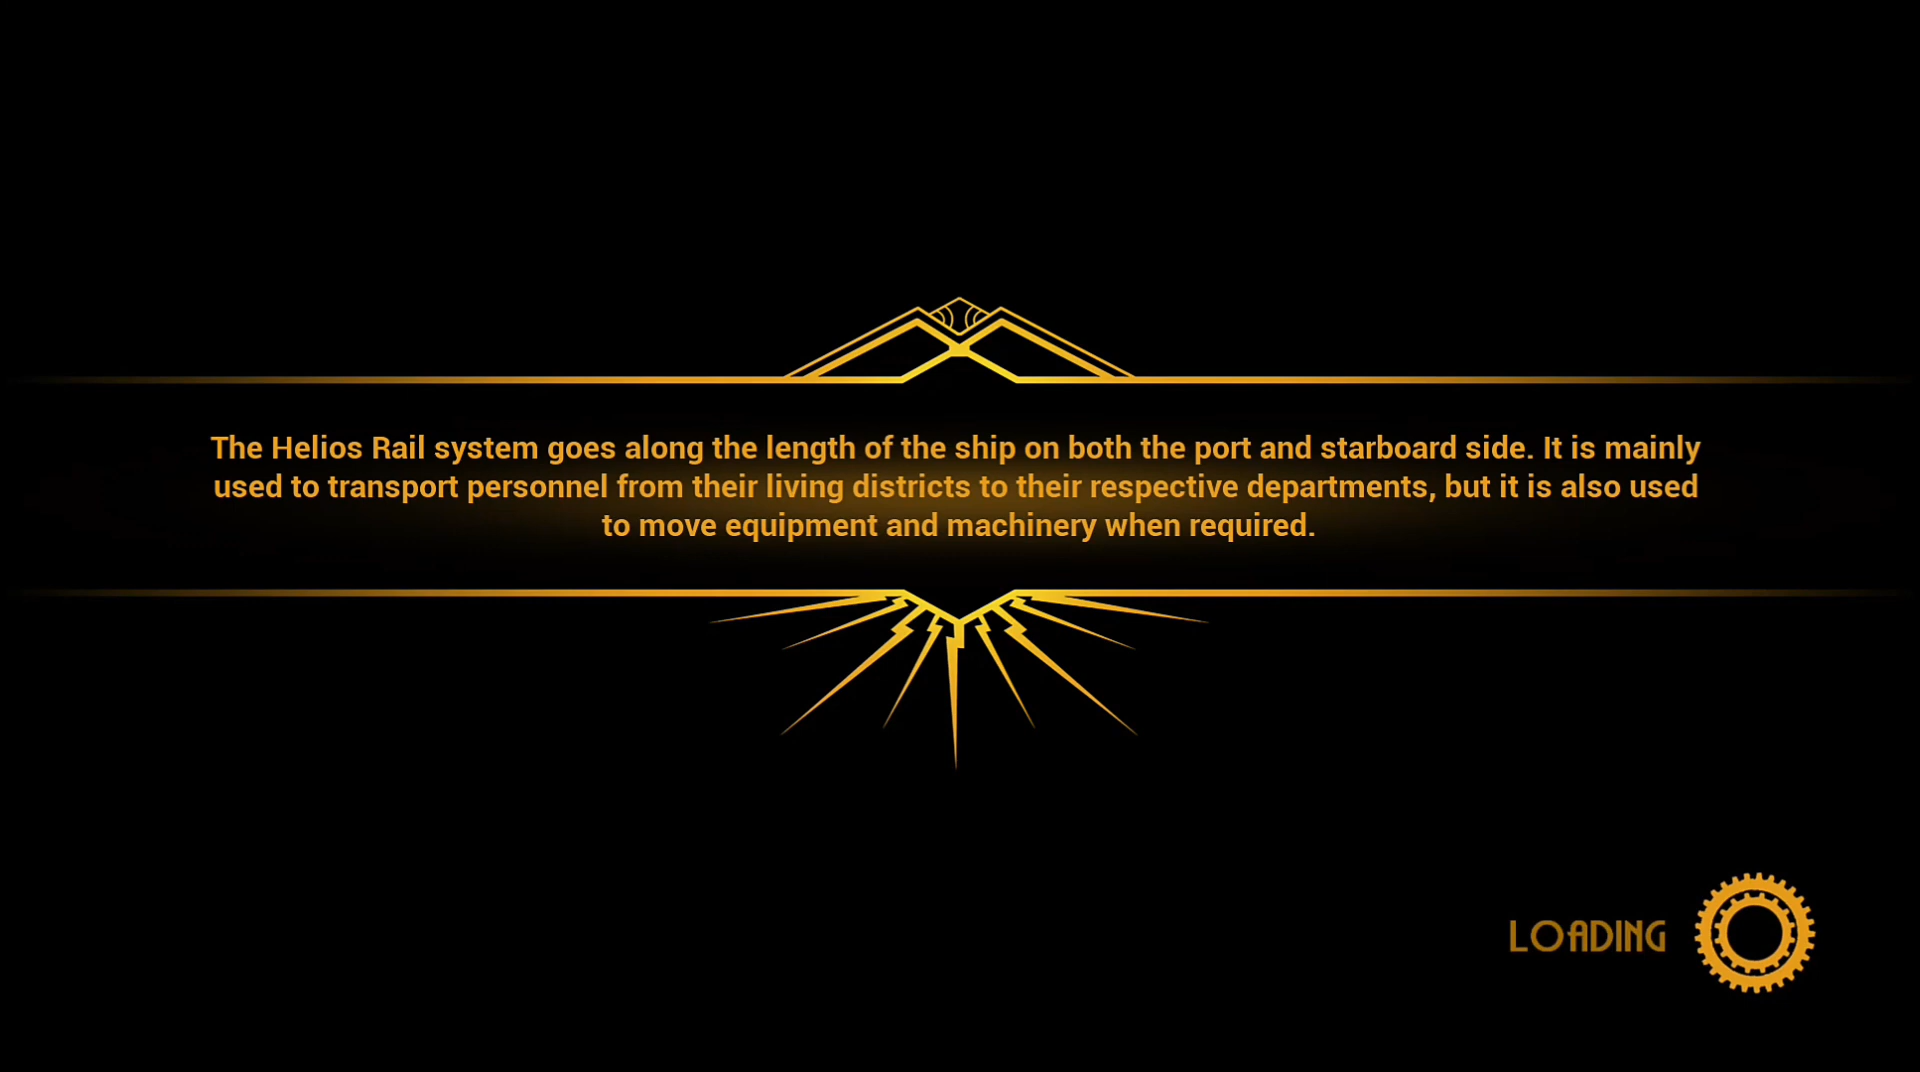 The Helios Rail system goes along the length of the ship on both the port and starboard side. It is mainly
used to transport personnel from their living districts to their respective departments, but it is also used
to move equipment and machinery when required.
LOADING